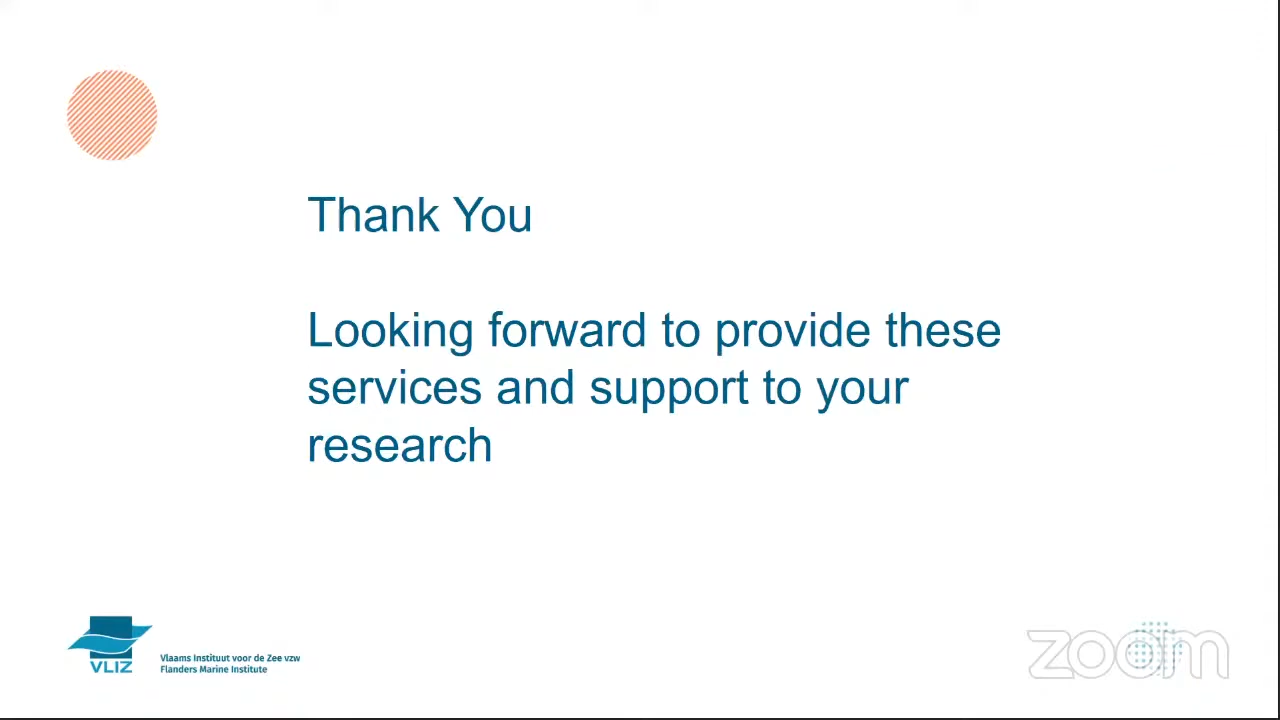 Thank You
Looking forward to provide these
services and support to your
research
VLIZ
Vlaams Instituut voor de Zee vzw
Flanders Marine Institute
zoom